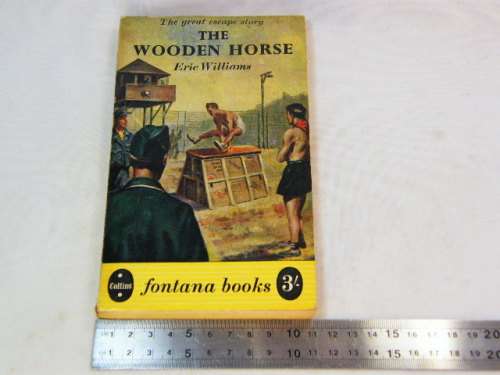 The great escape story
THE
WOODEN HORSE
Eric Williams
Collins
fontana books
3/-
1 2 3 4 5 6 7 8 9 10 11 12 13 14 15 16 17 18 19 20
1 2 3 4 5 6 7 8 9 10 11 12 13 14 15 16 17 18 19 20